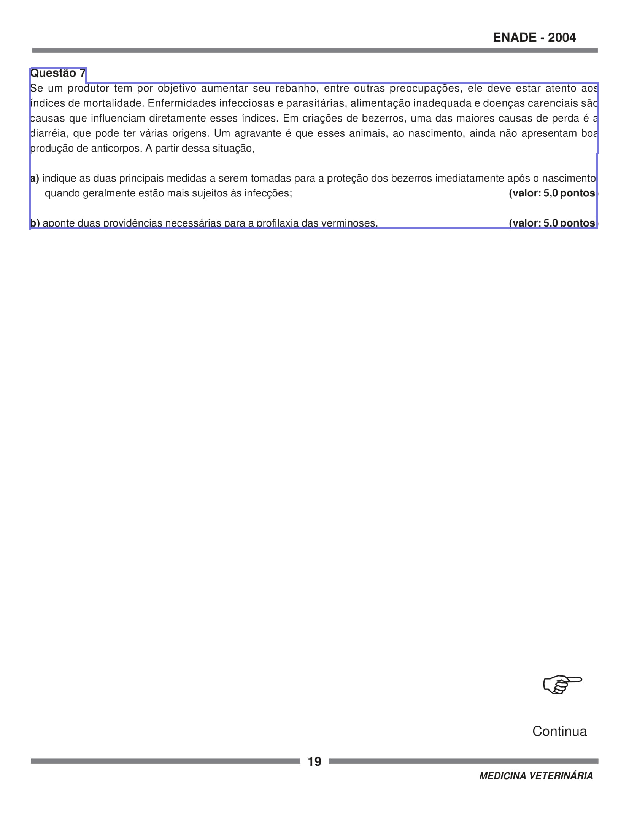 ENADE - 2004
Questão 7
Se um produtor tem por objetivo aumentar seu rebanho, entre outras preocupações, ele deve estar atento aos
índices de mortalidade. Enfermidades infecciosas e parasitárias, alimentação inadequada e doenças carenciais são
causas que influenciam diretamente esses índices. Em criações de bezerros, uma das maiores causas de perda é a
diarréia, que pode ter várias origens. Um agravante é que esses animais, ao nascimento, ainda não apresentam boa
produção de anticorpos. A partir dessa situação,
a) indique as duas principais medidas a serem tomadas para a proteção dos bezerros imediatamente após o nascimento,
quando geralmente estão mais sujeitos às infecções; (valor: 5,0 pontos)
b) aponte duas providências necessárias para a profilaxia das verminoses. (valor: 5,0 pontos)
Continua
19
MEDICINA VETERINÁRIA